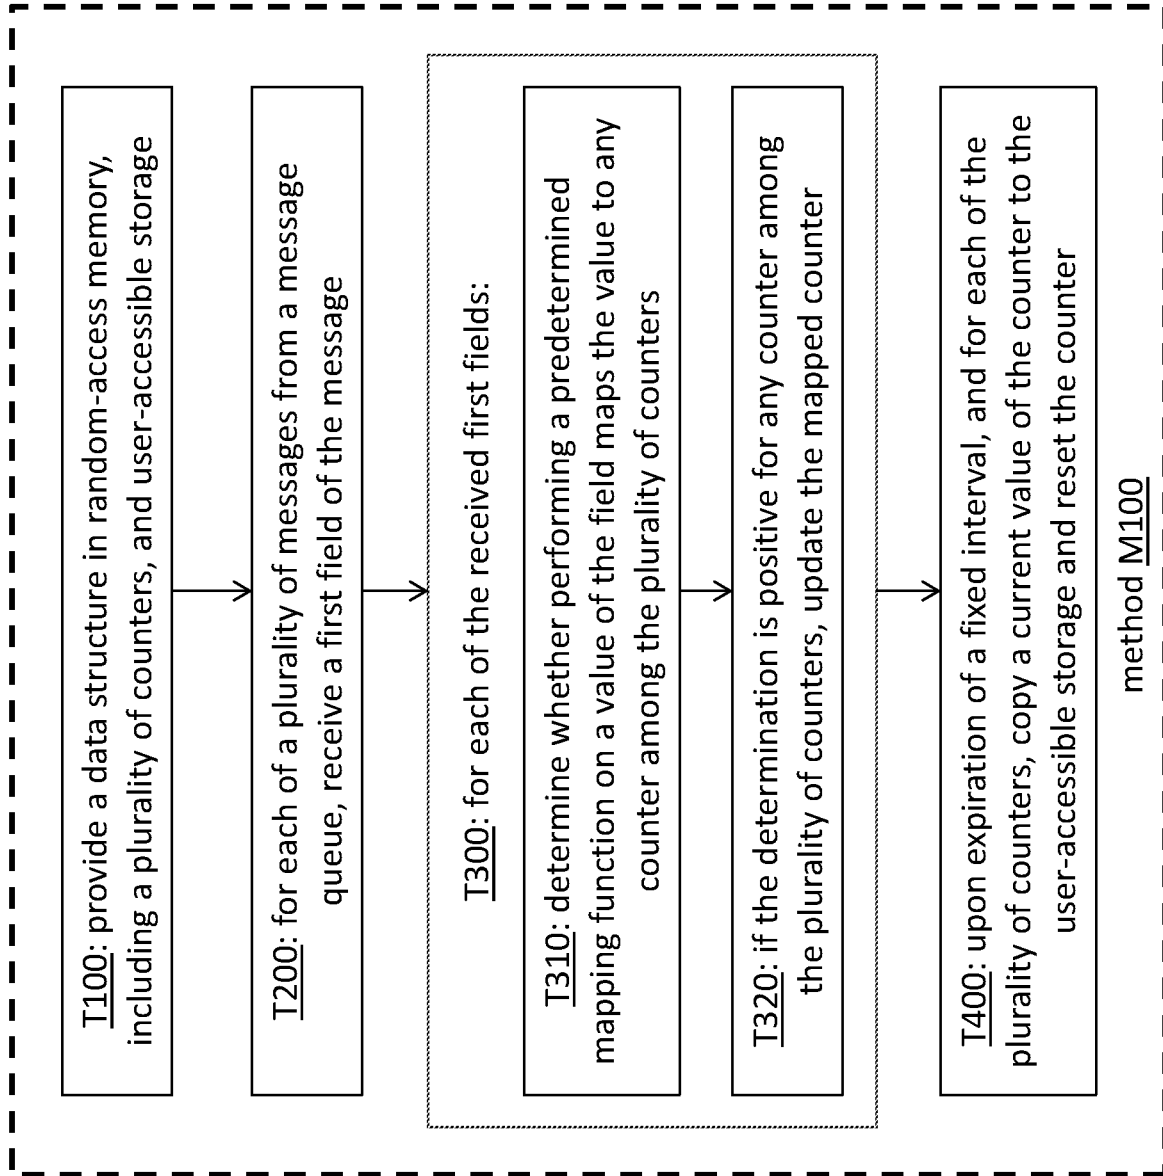 T100: provide a data structure in random-access memory,
including a plurality of counters, and user-accessible storage
T200: for each of a plurality of messages from a message
queue, receive a first field of the message
T300: for each of the received first fields:
T310: determine whether performing a predetermined
mapping function on a value of the field maps the value to any
counter among the plurality of counters
T320: if the determination is positive for any counter among
the plurality of counters, update the mapped counter
T400: upon expiration of a fixed interval, and for each of the
plurality of counters, copy a current value of the counter to the
user-accessible storage and reset the counter
method M100